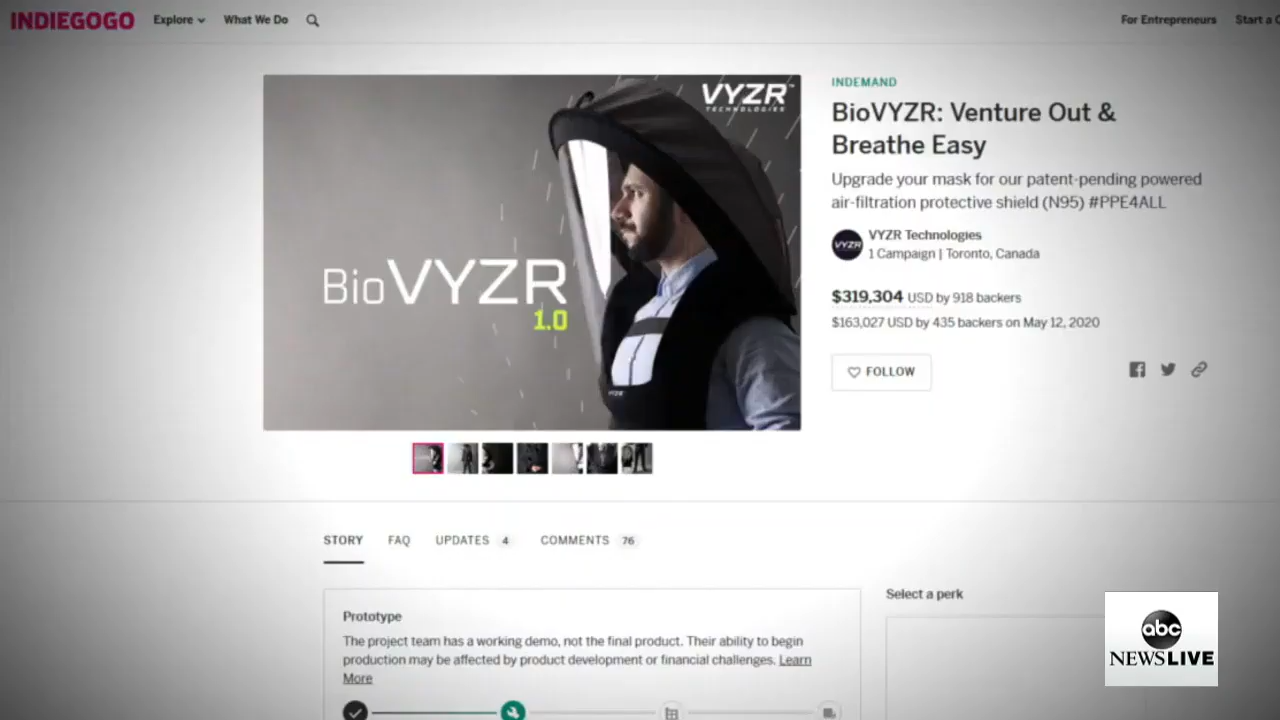 INDIEGOGO
Explore
What We Do
For Entrepreneurs
Start a C
VYZR
TECHNOLOGIES
BioVYZR
1.0
VYZR
INDEMAND
BioVYZR: Venture Out &
Breathe Easy
Upgrade your mask for our patent-pending powered
air-filtration protective shield (N95) #PPE4ALL
VYZR
VYZR Technologies
1 Campaign | Toronto, Canada
$319,304 USD by 918 backers
$163,027 USD by 435 backers on May 12, 2020
FOLLOW
STORY
FAQ
UPDATES 4
COMMENTS 76
Prototype
The project team has a working demo, not the final product. Their ability to begin
production may be affected by product development or financial challenges. Learn
More
Select a perk
abc
NEWSLIVE